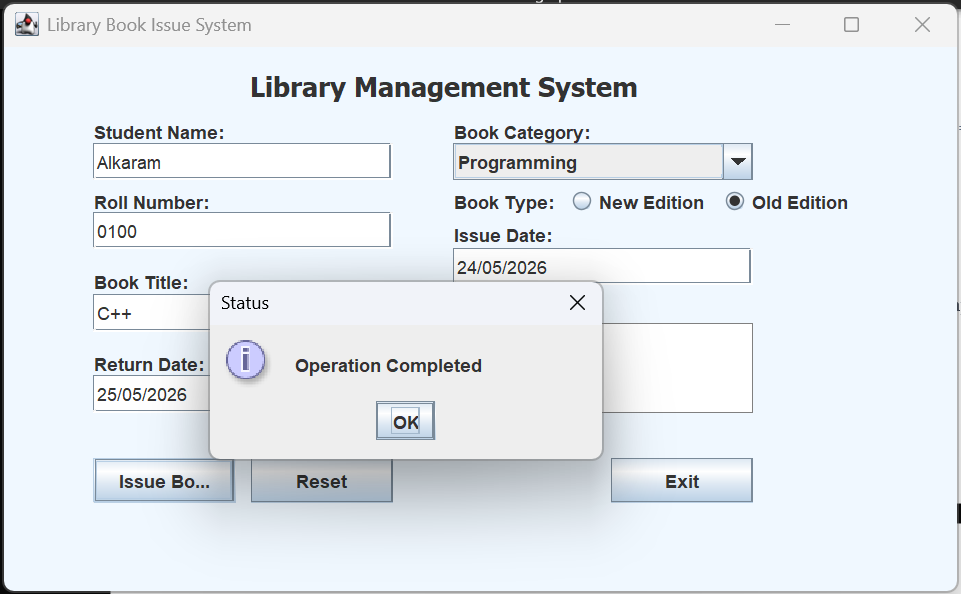 Library Book Issue System
Library Management System
Student Name:
Alkaram
Book Category:
Programming
Roll Number:
0100
Book Type:
New Edition
Old Edition
Issue Date:
24/05/2026
Book Title:
C++
Return Date:
25/05/2026
Status
i
Operation Completed
OK
Issue Bo...
Reset
Exit